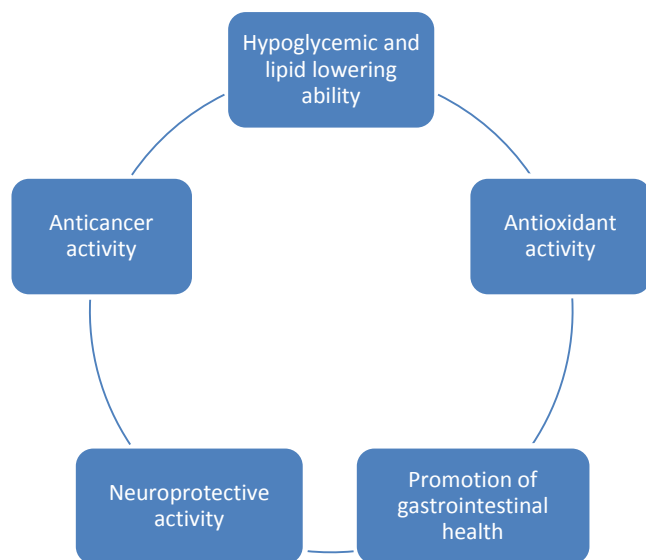 Hypoglycemic and
lipid lowering
ability
Antioxidant
activity
Promotion of
gastrointestinal
health
Neuroprotective
activity
Anticancer
activity